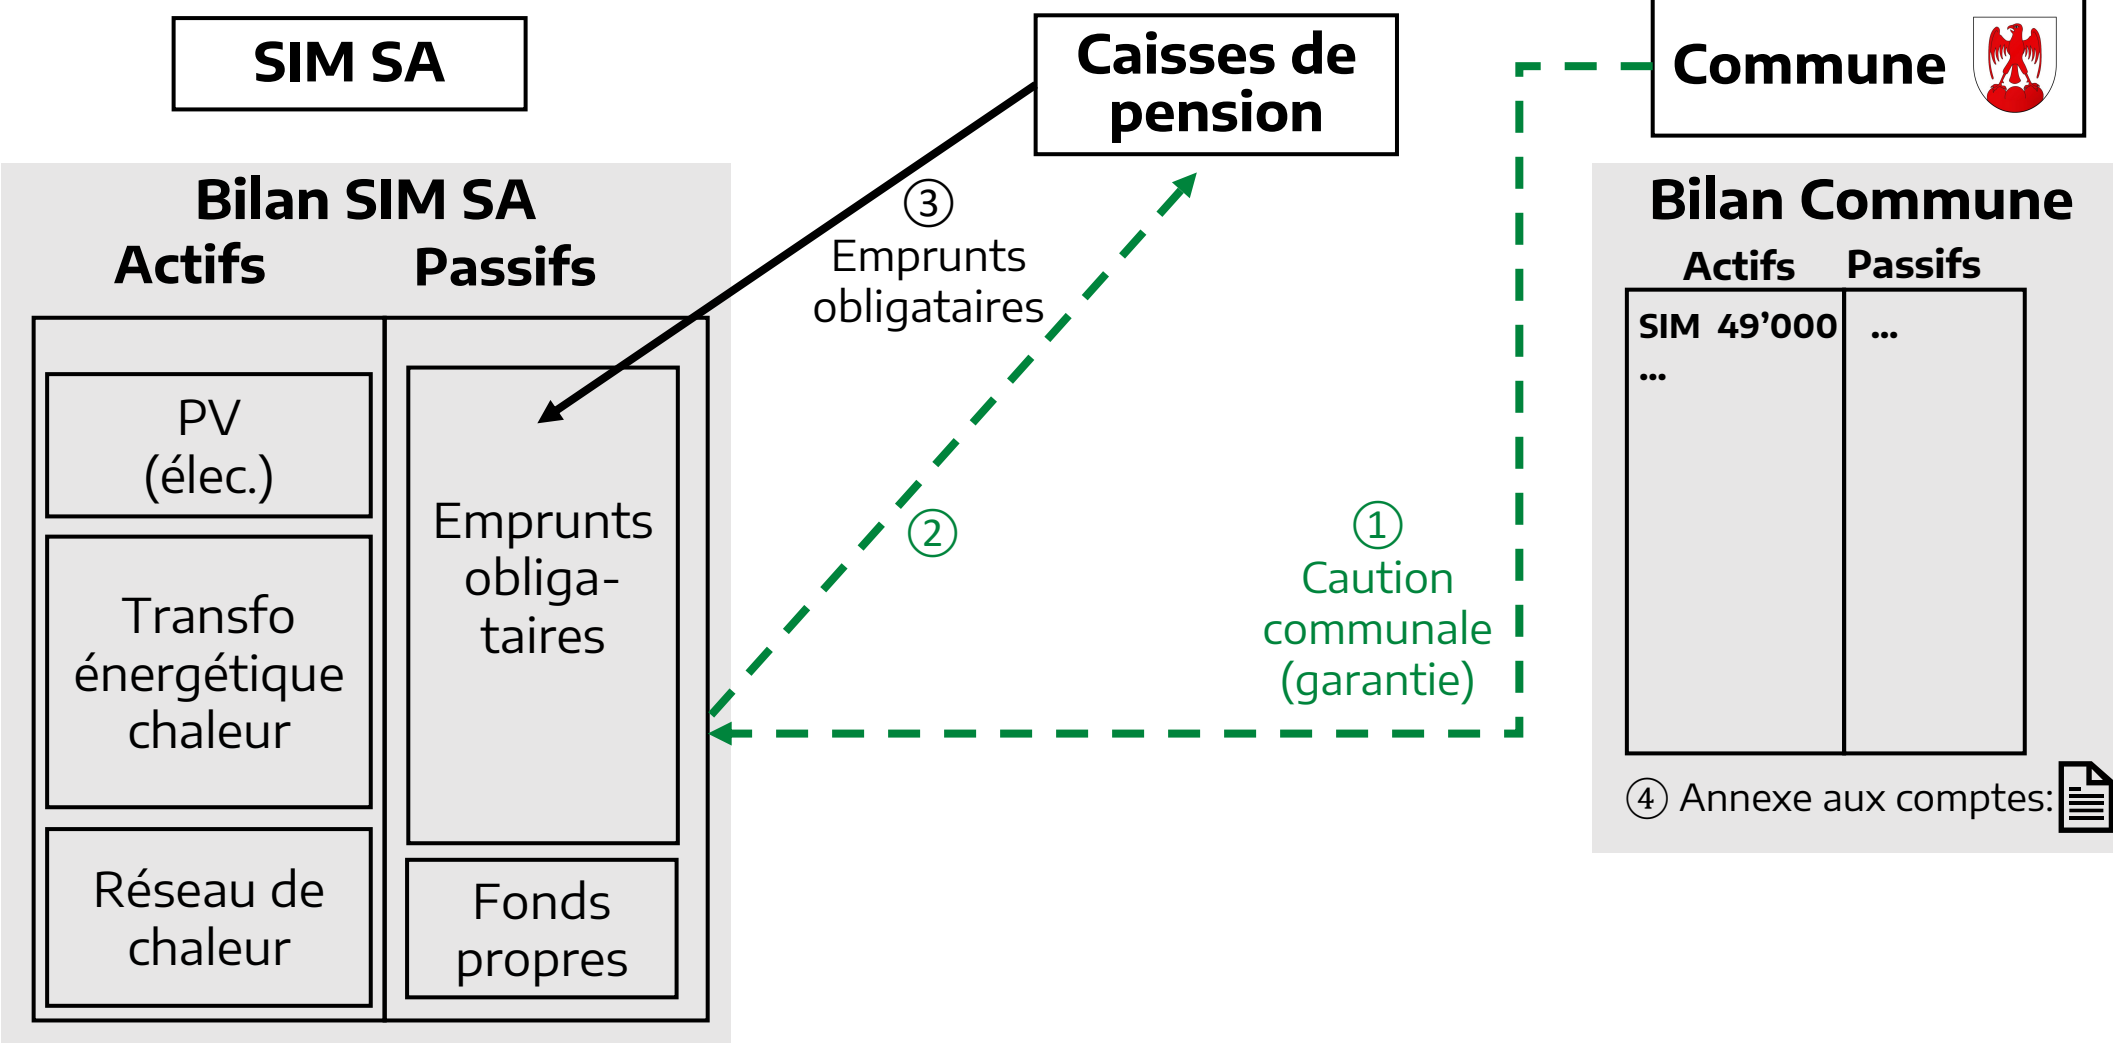 SIM SA
Caisses de
pension
Commune
Bilan SIM SA
Actifs
Passifs
PV
(élec.)
Transfo
énergétique
chaleur
Réseau de
chaleur
Emprunts
obliga-
taires
Fonds
propres
③
Emprunts
obligataires
②
①
Caution
communale
(garantie)
Bilan Commune
Actifs
Passifs
SIM 49’000
...
...
④ Annexe aux comptes: